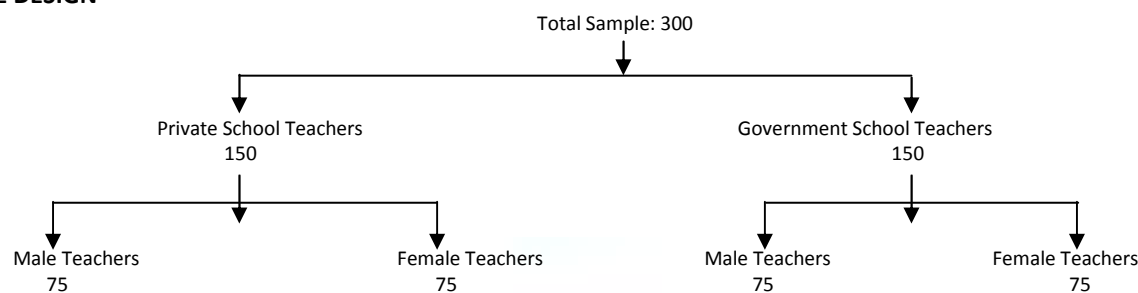 E DESIGN
Total Sample: 300
Private School Teachers
150
Government School Teachers
150
Male Teachers
75
Female Teachers
75
Male Teachers
75
Female Teachers
75